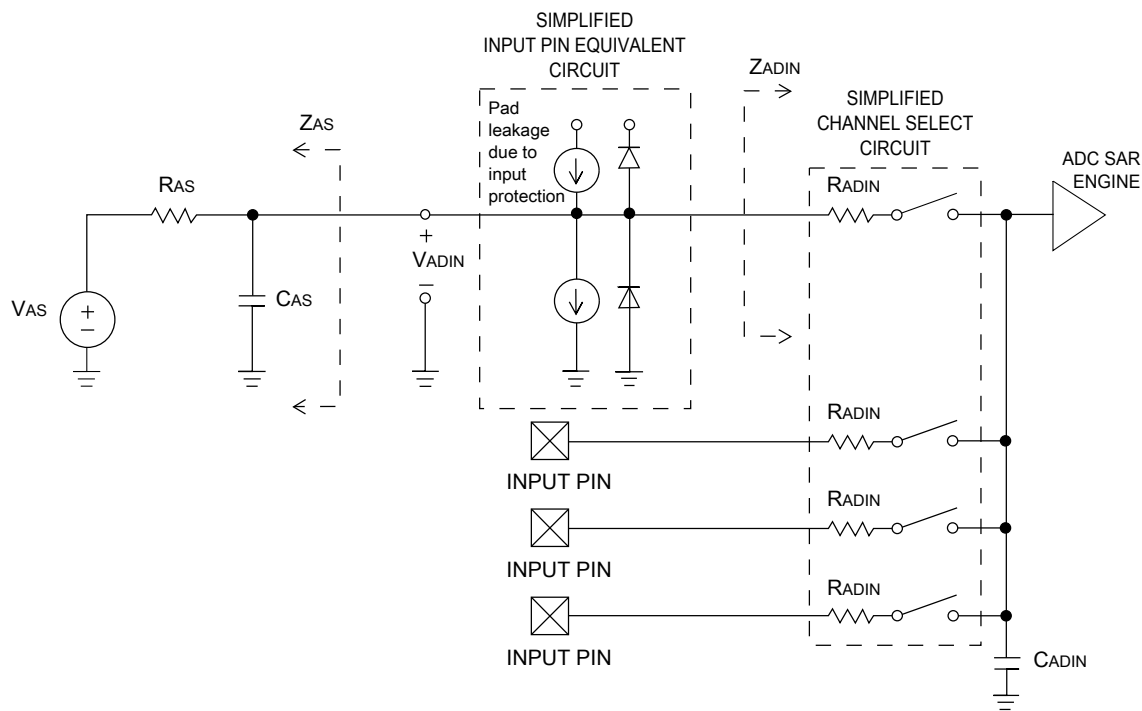 SIMPLIFIED
INPUT PIN EQUIVALENT
CIRCUIT
ZADIN
SIMPLIFIED
CHANNEL SELECT
CIRCUIT
Pad
leakage
due to
input
protection
ZAS
RAS
RADIN
ADC SAR
ENGINE
+
VADIN
−
CAS
VAS
+
−
RADIN
INPUT PIN
RADIN
INPUT PIN
RADIN
INPUT PIN
CADIN